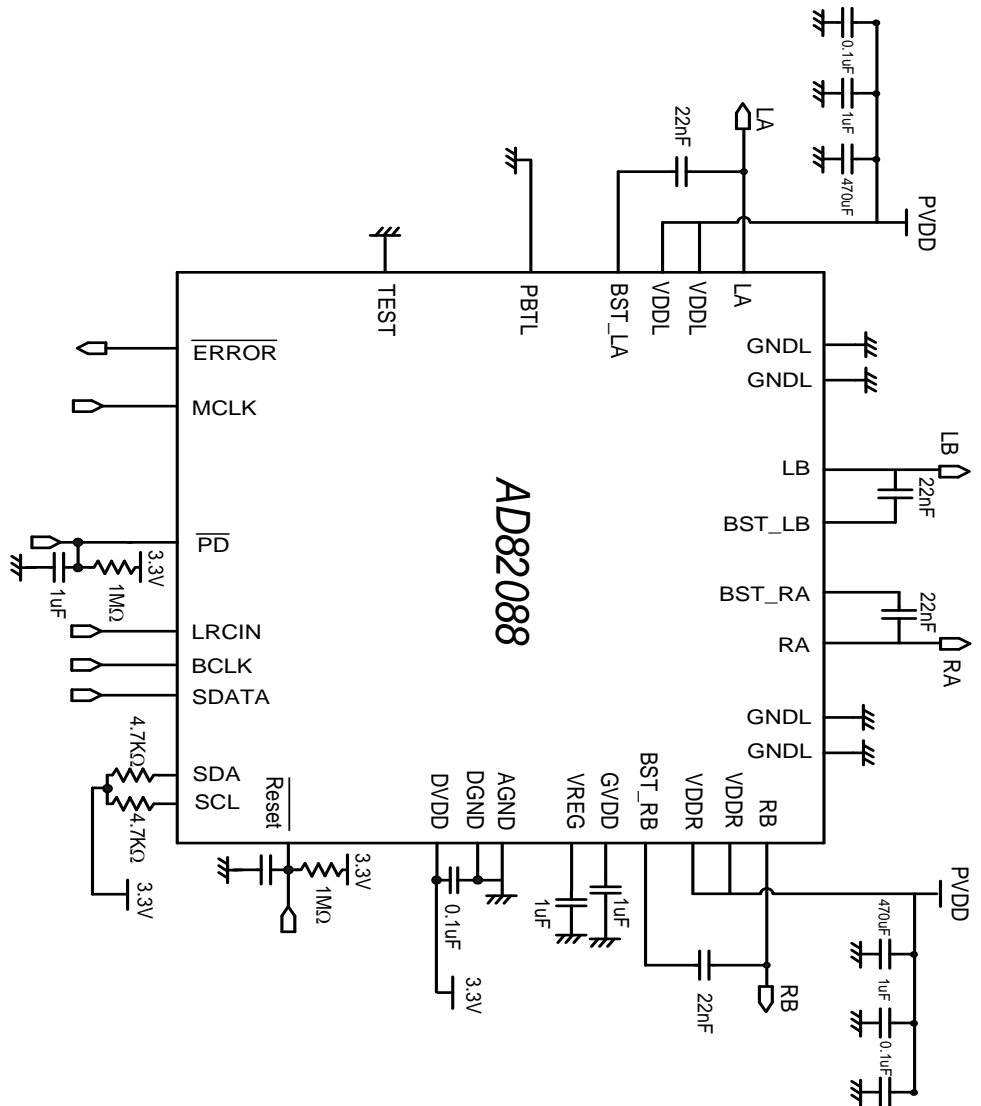 0.1uF
1uF
470uF
PVDD
LA
22nF
TEST
PBTL
BST_LA
VDDL
VDDL
LA
ERROR
MCLK
PD
3.3V
1MΩ
1uF
LRCIN
BCLK
SDATA
SDA
SCL
4.7KΩ
4.7KΩ
3.3V
AD82088
GNDL
GNDL
LB
BST_LB
LB
22nF
BST_RA
RA
22nF
RA
GNDL
GNDL
Reset
DVDD
DGND
AGND
VREG
GVDD
BST_RB
VDDR
VDDR
RB
3.3V
1MΩ
0.1uF
3.3V
1uF
1uF
22nF
RB
PVDD
470uF
1uF
0.1uF